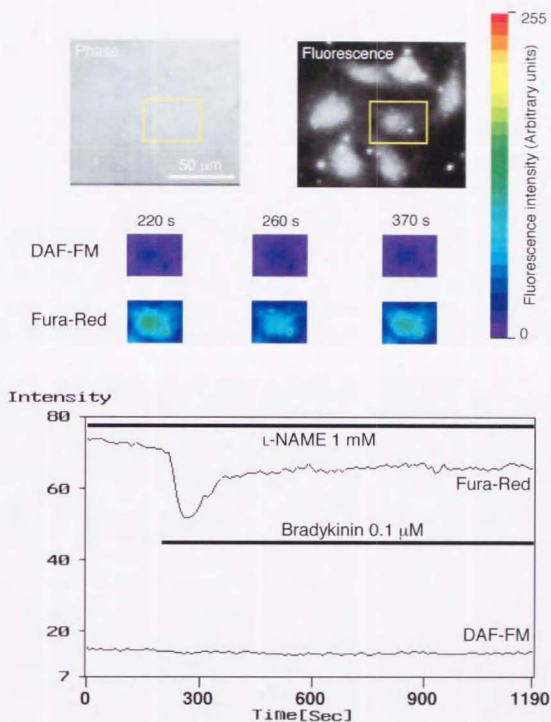 255
Phase
Fluorescence
50 μm
Fluorescence intensity (Arbitrary units)
220 s
260 s
370 s
DAF-FM
Fura-Red
0
Intensity
80
L-NAME 1 mM
Fura-Red
60
Bradykinin 0.1 μM
40
20
DAF-FM
7
0
300
600
900
1190
Time[Sec]